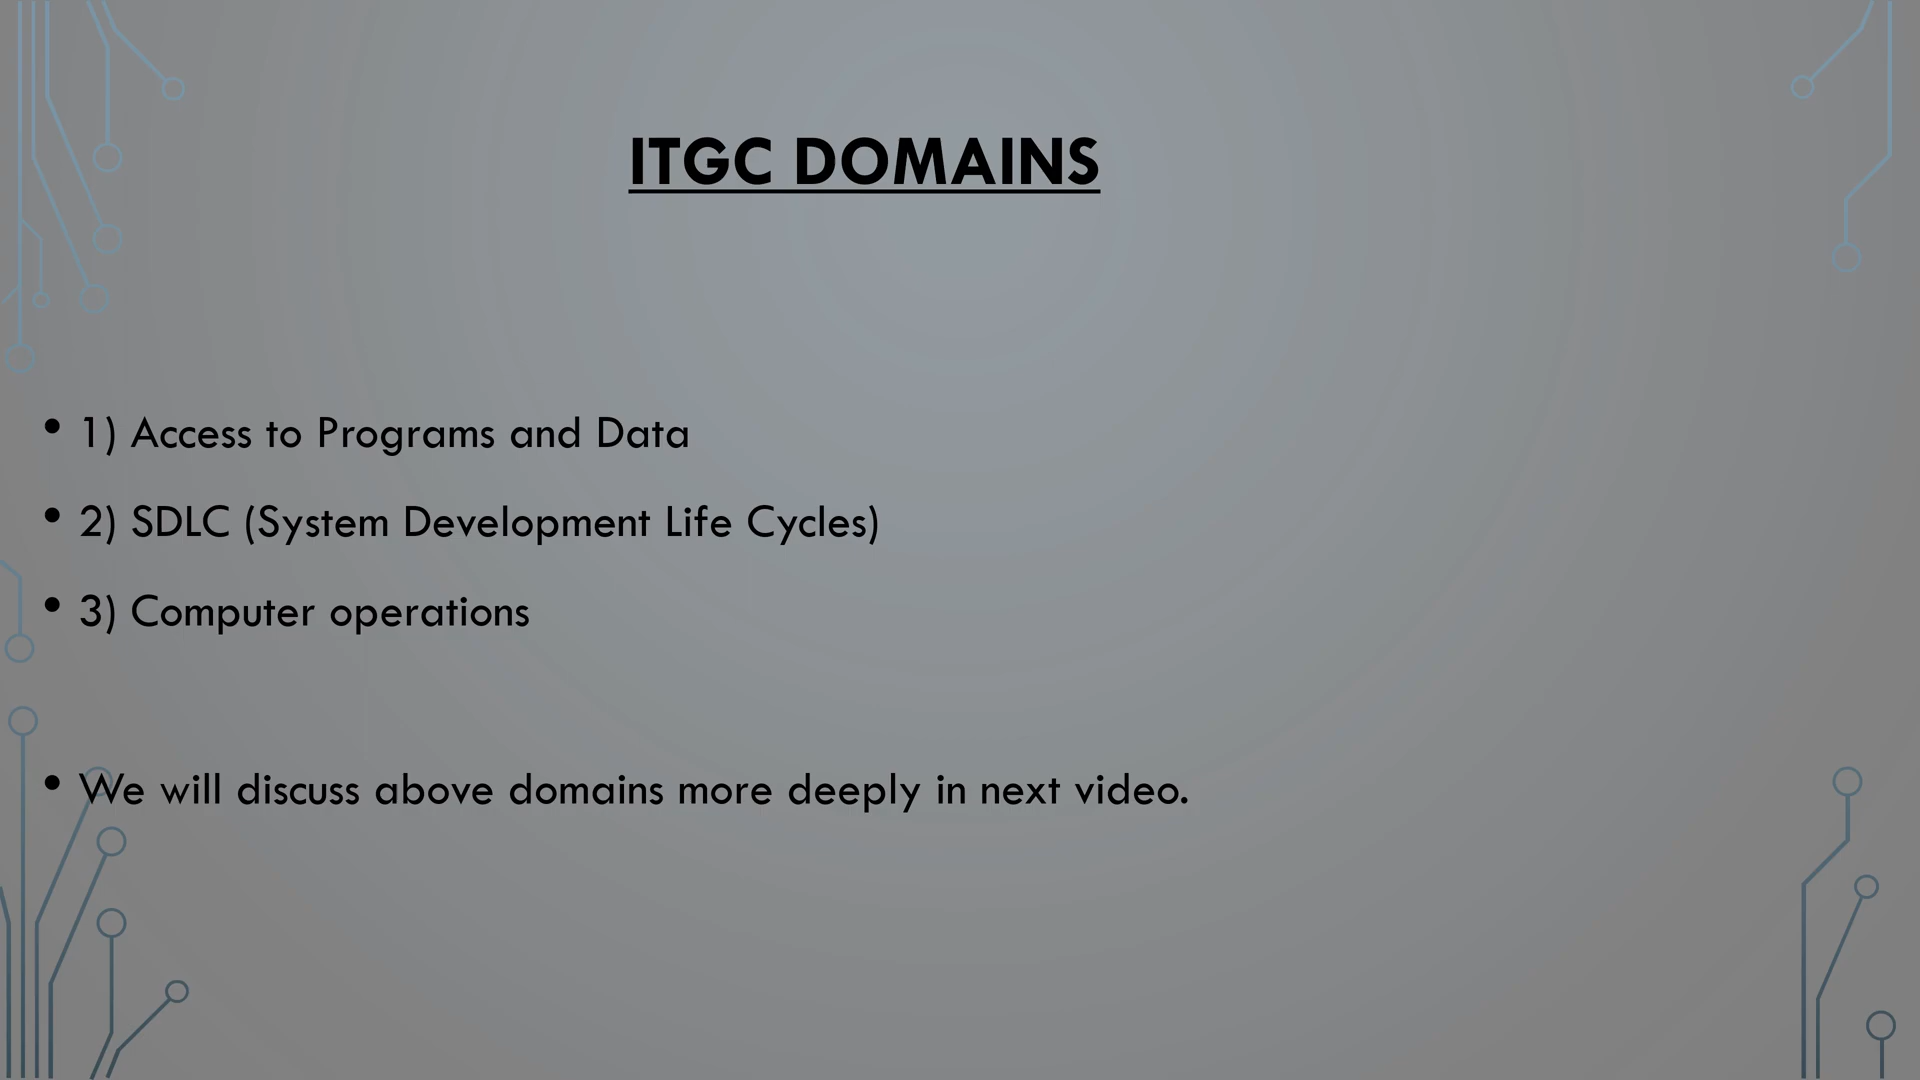 ITGC DOMAINS
• 1) Access to Programs and Data
• 2) SDLC (System Development Life Cycles)
• 3) Computer operations
• We will discuss above domains more deeply in next video.